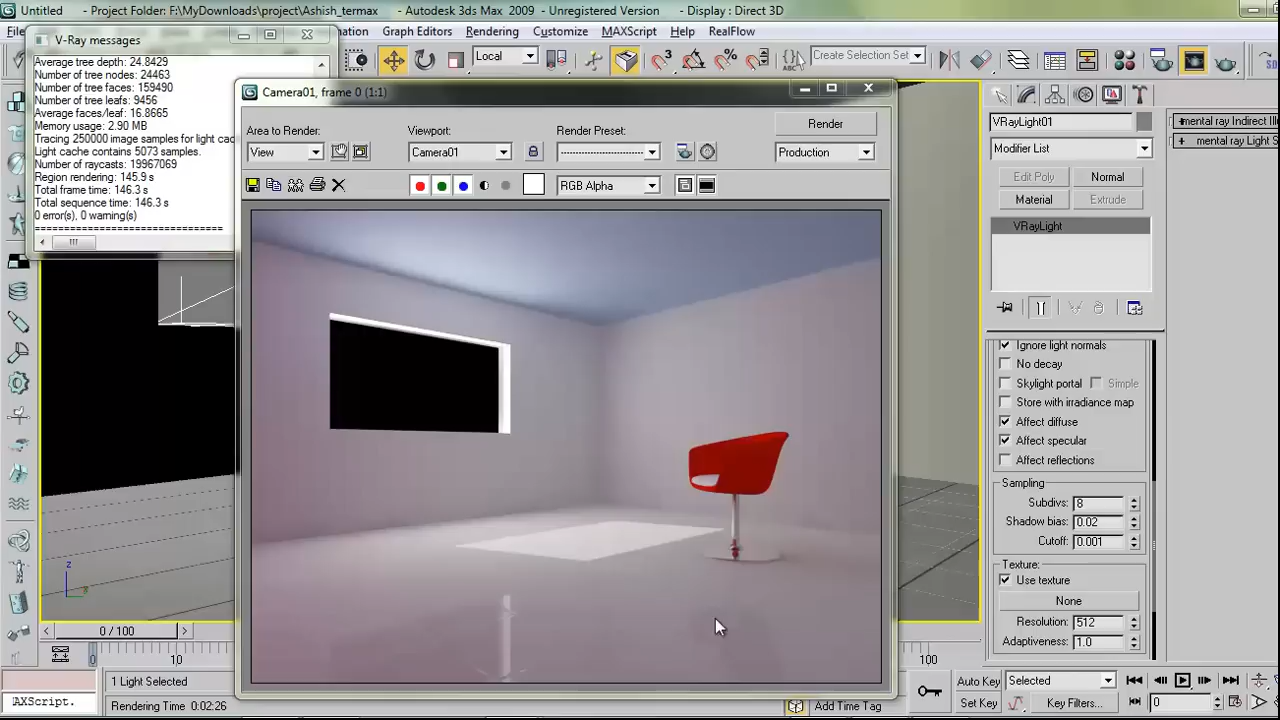 Untitled Project Folder: F:\MyDownloads\project\Ashish_termax - Autodesk 3ds Max 2009 - Unregistered Version - Display : Direct 3D
Graph Editors Rendering Customize MAXScript Help RealFlow
V-Ray messages
Average tree depth: 24.8429
Number of tree nodes: 24463
Number of tree faces: 159490
Number of tree leafs: 9456
Average faces/leaf: 16.8665
Memory usage: 2.90 MB
Tracing 250000 image samples for light cac
Light cache contains 5073 samples.
Number of raycasts: 19967069
Region rendering: 145.9 s
Total frame time: 146.3 s
Total sequence time: 146.3 s
0 error(s), 0 warning(s)
==============================
Local
Create Selection Set
Camera01, frame 0 (1:1)
Area to Render:
View
Viewport:
Camera01
Render Preset:
Render
Production
RGB Alpha
VRayLight01
Modifier List
Edit Poly Normal
Material Extrude
VRayLight
mental ray Indirect Ill
mental ray Light S
Ignore light normals
No decay
Skylight portal Simple
Store with irradiance map
Affect diffuse
Affect specular
Affect reflections
Sampling
Subdivs: 8
Shadow bias: 0.02
Cutoff: 0.001
Texture:
Use texture
None
Resolution: 512
Adaptiveness: 1.0
z
0 / 100
0 10 100
1 Light Selected
AXScript.
Rendering Time 0:02:26
Add Time Tag
Auto Key Selected
Set Key Key Filters...
0